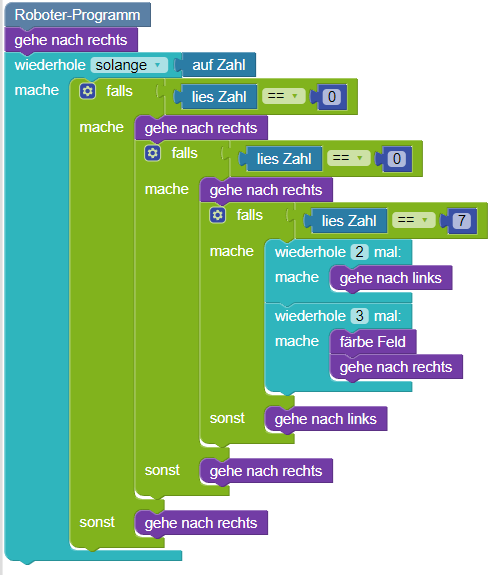 Roboter-Programm
gehe nach rechts
wiederhole solange auf Zahl
mache falls lies Zahl == 0
mache gehe nach rechts
falls lies Zahl == 0
mache gehe nach rechts
falls lies Zahl == 7
mache wiederhole 2 mal:
mache gehe nach links
wiederhole 3 mal:
mache färbe Feld
gehe nach rechts
sonst gehe nach links
sonst gehe nach rechts
sonst gehe nach rechts